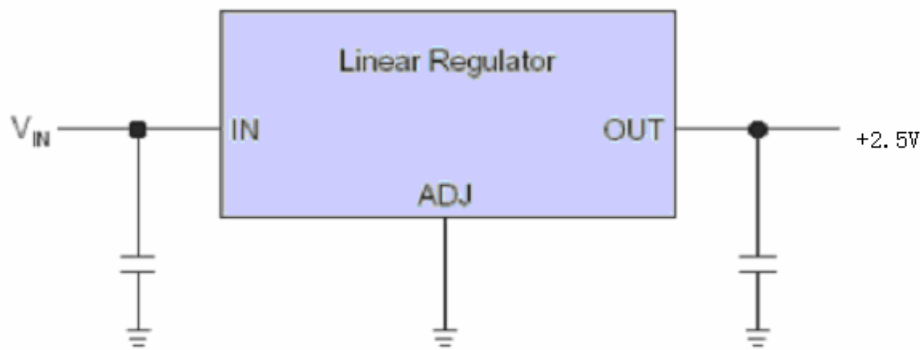 Linear Regulator
VIN
IN
OUT
+2.5V
ADJ